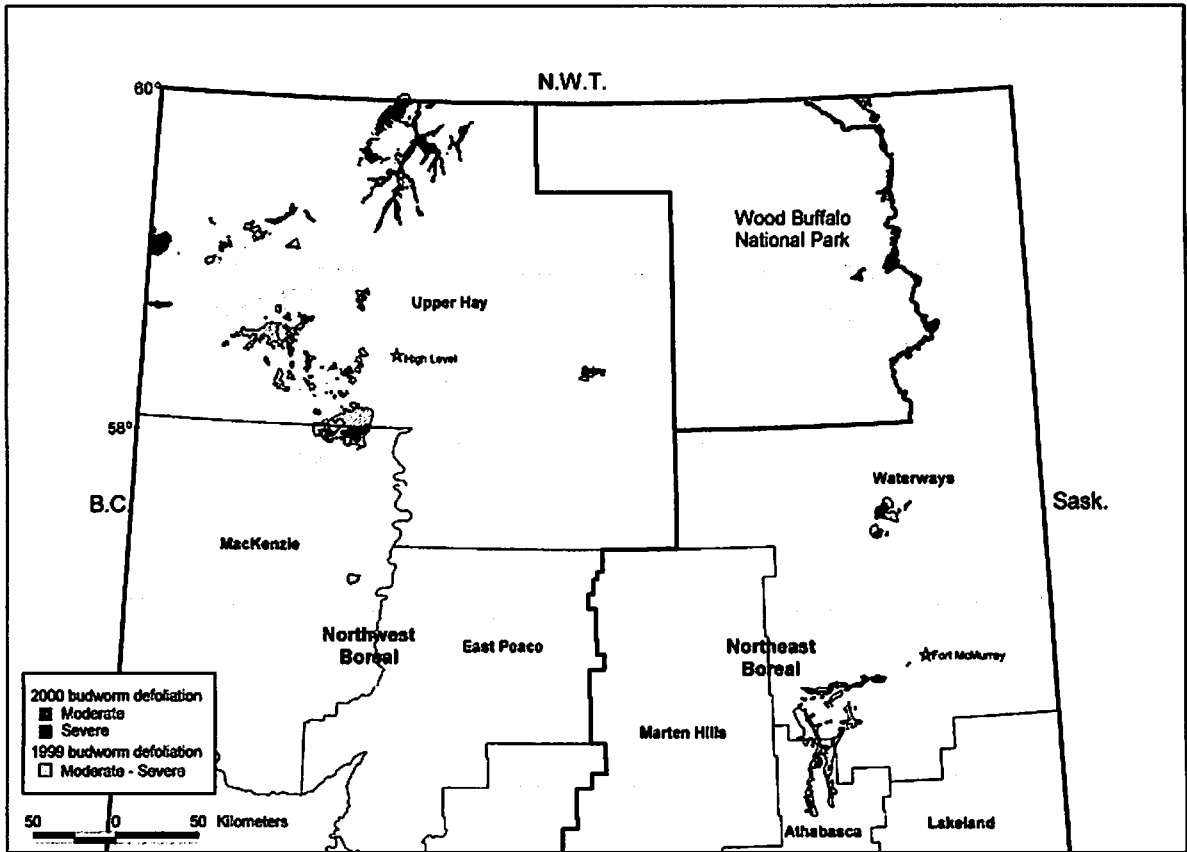 N.W.T.
60°
Wood Buffalo
National Park
Upper Hay
High Level
58°
Waterways
B.C.
Sask.
MacKenzie
Northwest
Boreal
East Peace
Northeast
Boreal
Fort McMurray
2000 budworm defoliation
Moderate
Severe
1999 budworm defoliation
Moderate - Severe
Marten Hills
50 0 50 Kilometers
Athabasca
Lakeland